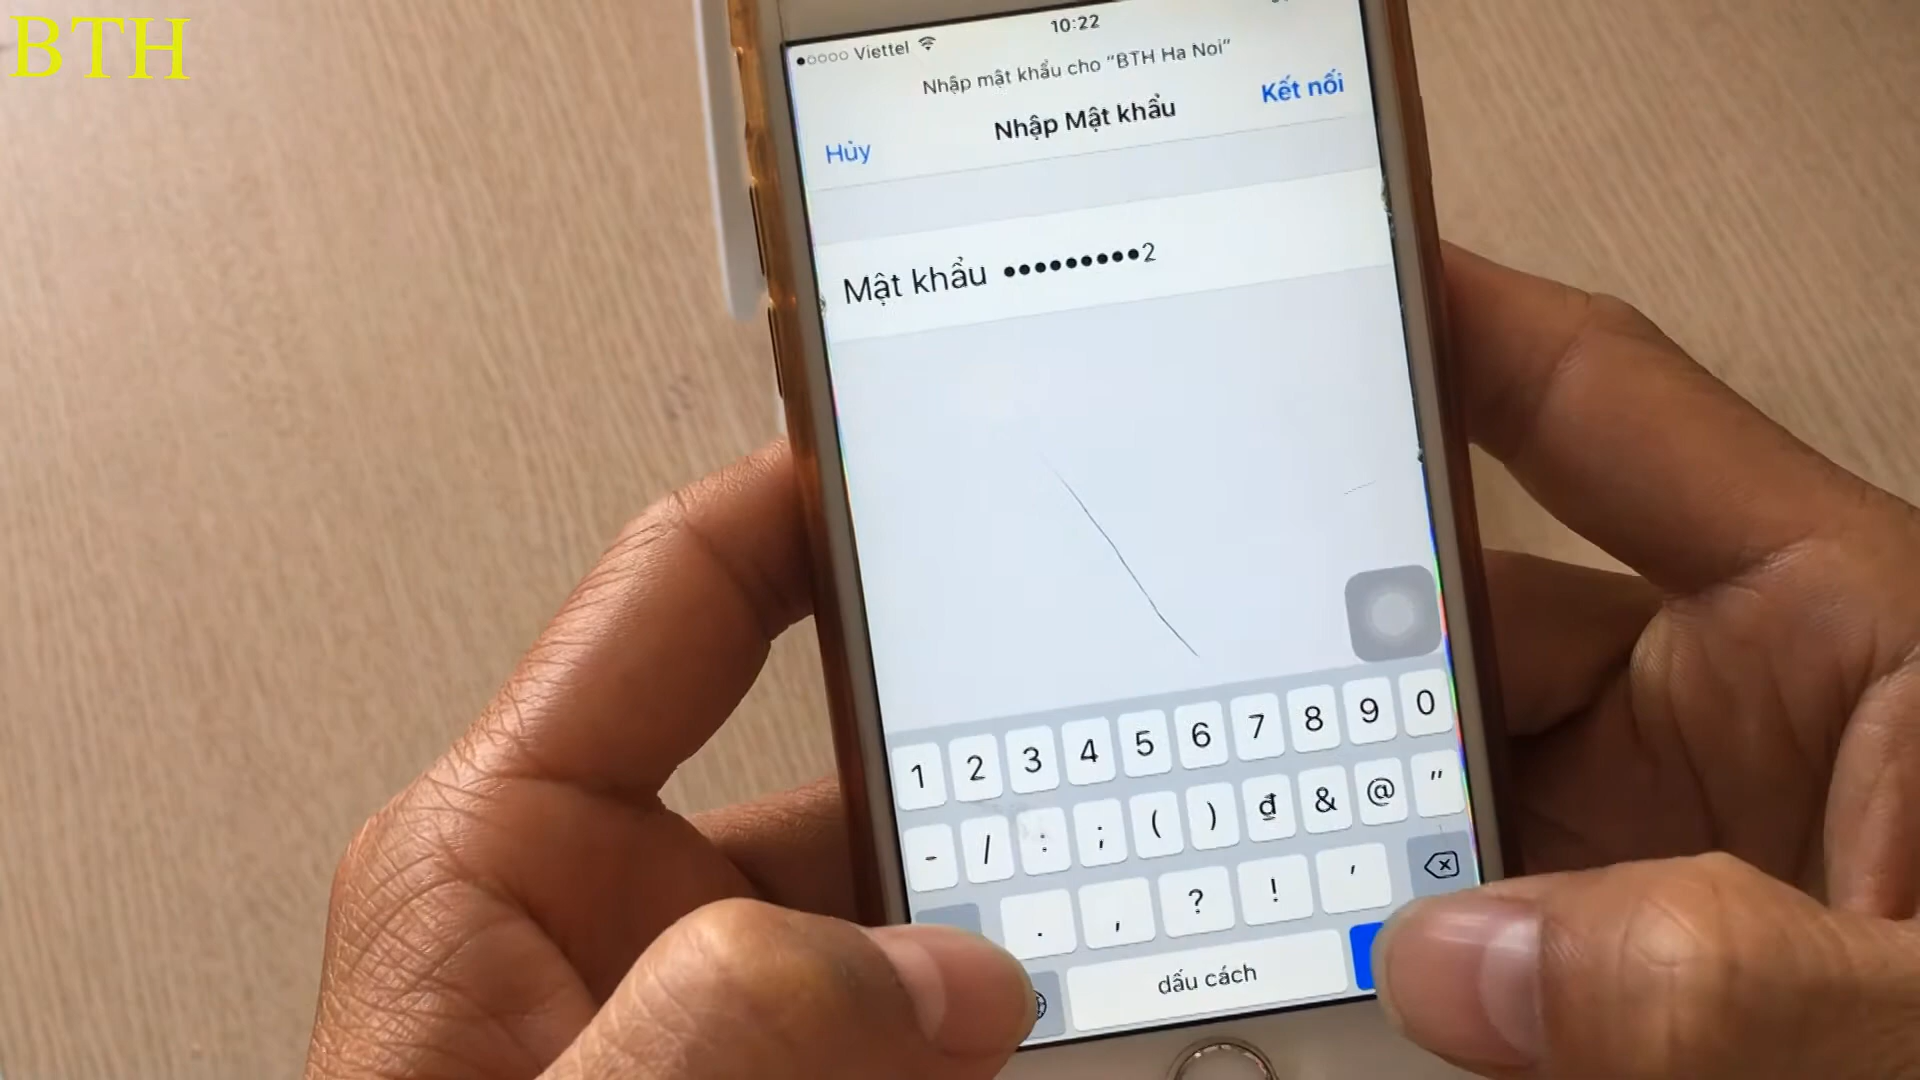 BTH
Viettel 10:22
Nhập mật khẩu cho "BTH Ha Noi"
Hủy Nhập Mật khẩu Kết nối
Mật khẩu •••••••••2
1 2 3 4 5 6 7 8 9 0
- / : ; ( ) ₫ & @ "
. , ? ! '
dấu cách